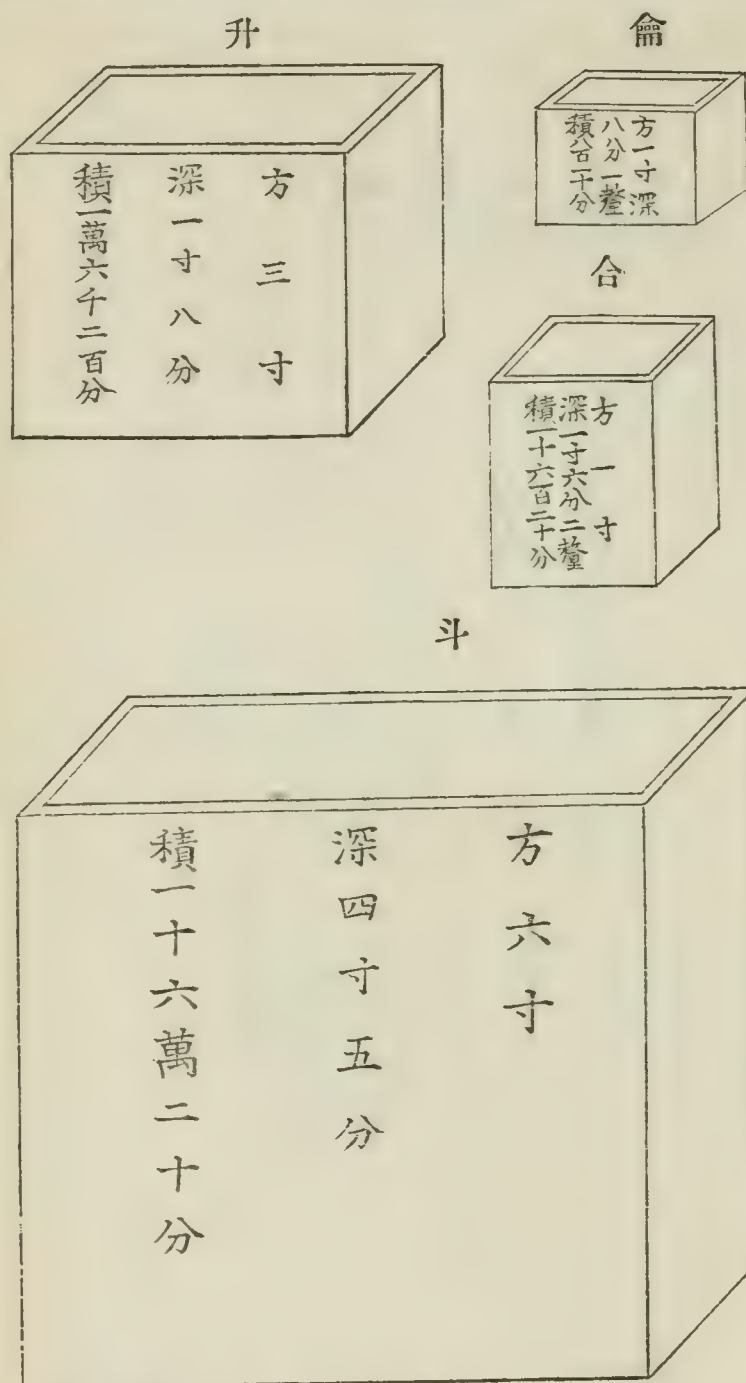 龠
方一寸深
八分一釐
積八百一十分
合
方一寸
深一寸六分二釐
積一十六百二十分
升
方三寸
深一寸八分
積一萬六千二百分
斗
方六寸
深四寸五分
積一十六萬二十分